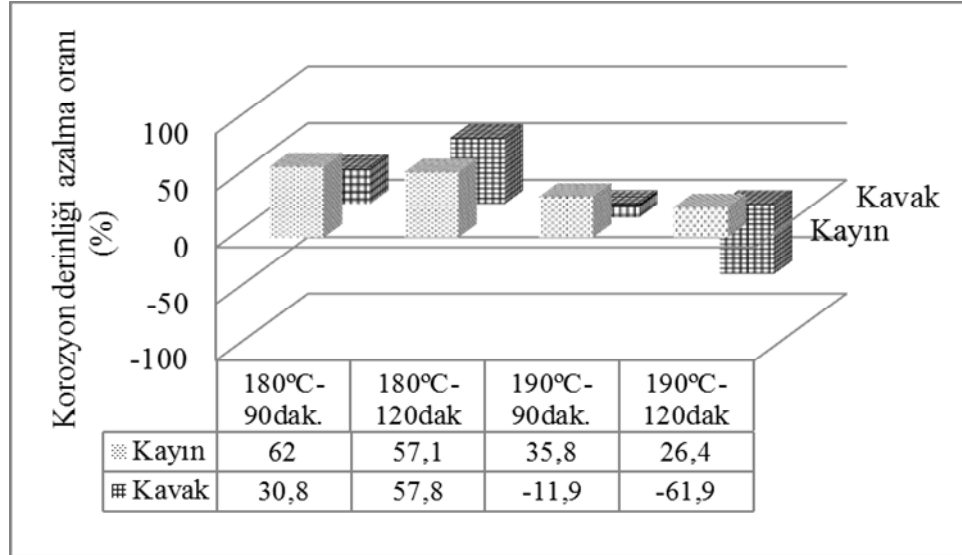 Korozyon derinliği azalma oranı
(%)
100
50
0
-50
-100
Kavak
Kayın
180ºC-
90dak.
180ºC-
120dak
190ºC-
90dak.
190ºC-
120dak
Kayın 62 57,1 35,8 26,4
Kavak 30,8 57,8 -11,9 -61,9